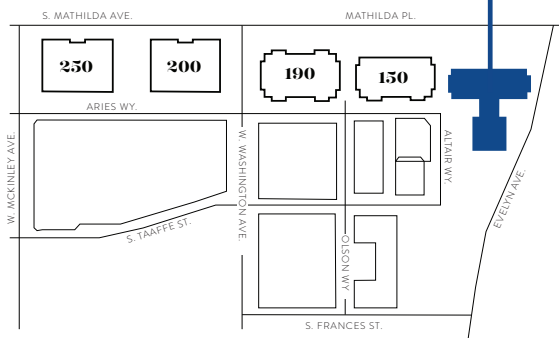 S. MATHILDA AVE.
MATHILDA PL.
250
200
190
150
ARIES WY.
W. MCKINLEY AVE.
W. WASHINGTON AVE.
ALTAIR WY.
EVELYN AVE.
S. TAAFFE ST.
OLSON WY
S. FRANCES ST.